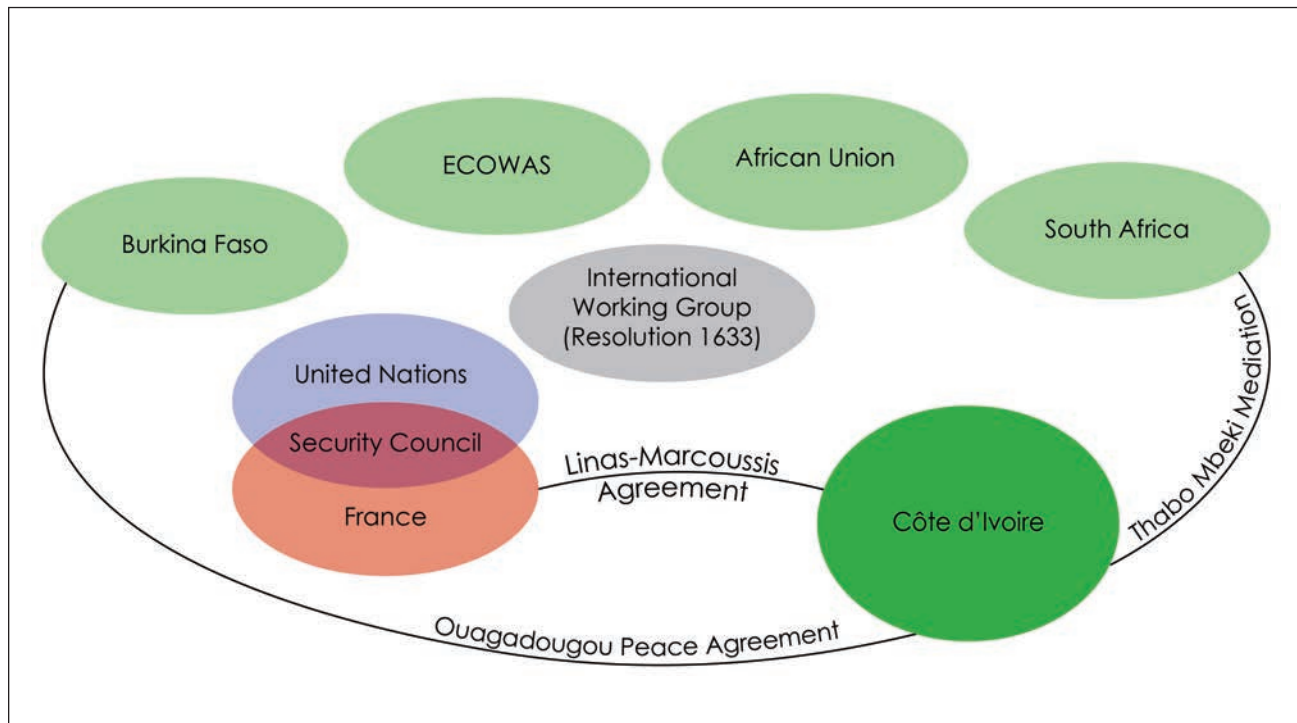 ECOWAS
African Union
Burkina Faso
South Africa
International
Working Group
(Resolution 1633)
United Nations
Security Council
France
Linas-Marcoussis
Agreement
Côte d'Ivoire
Thabo Mbeki Mediation
Ouagadougou Peace Agreement